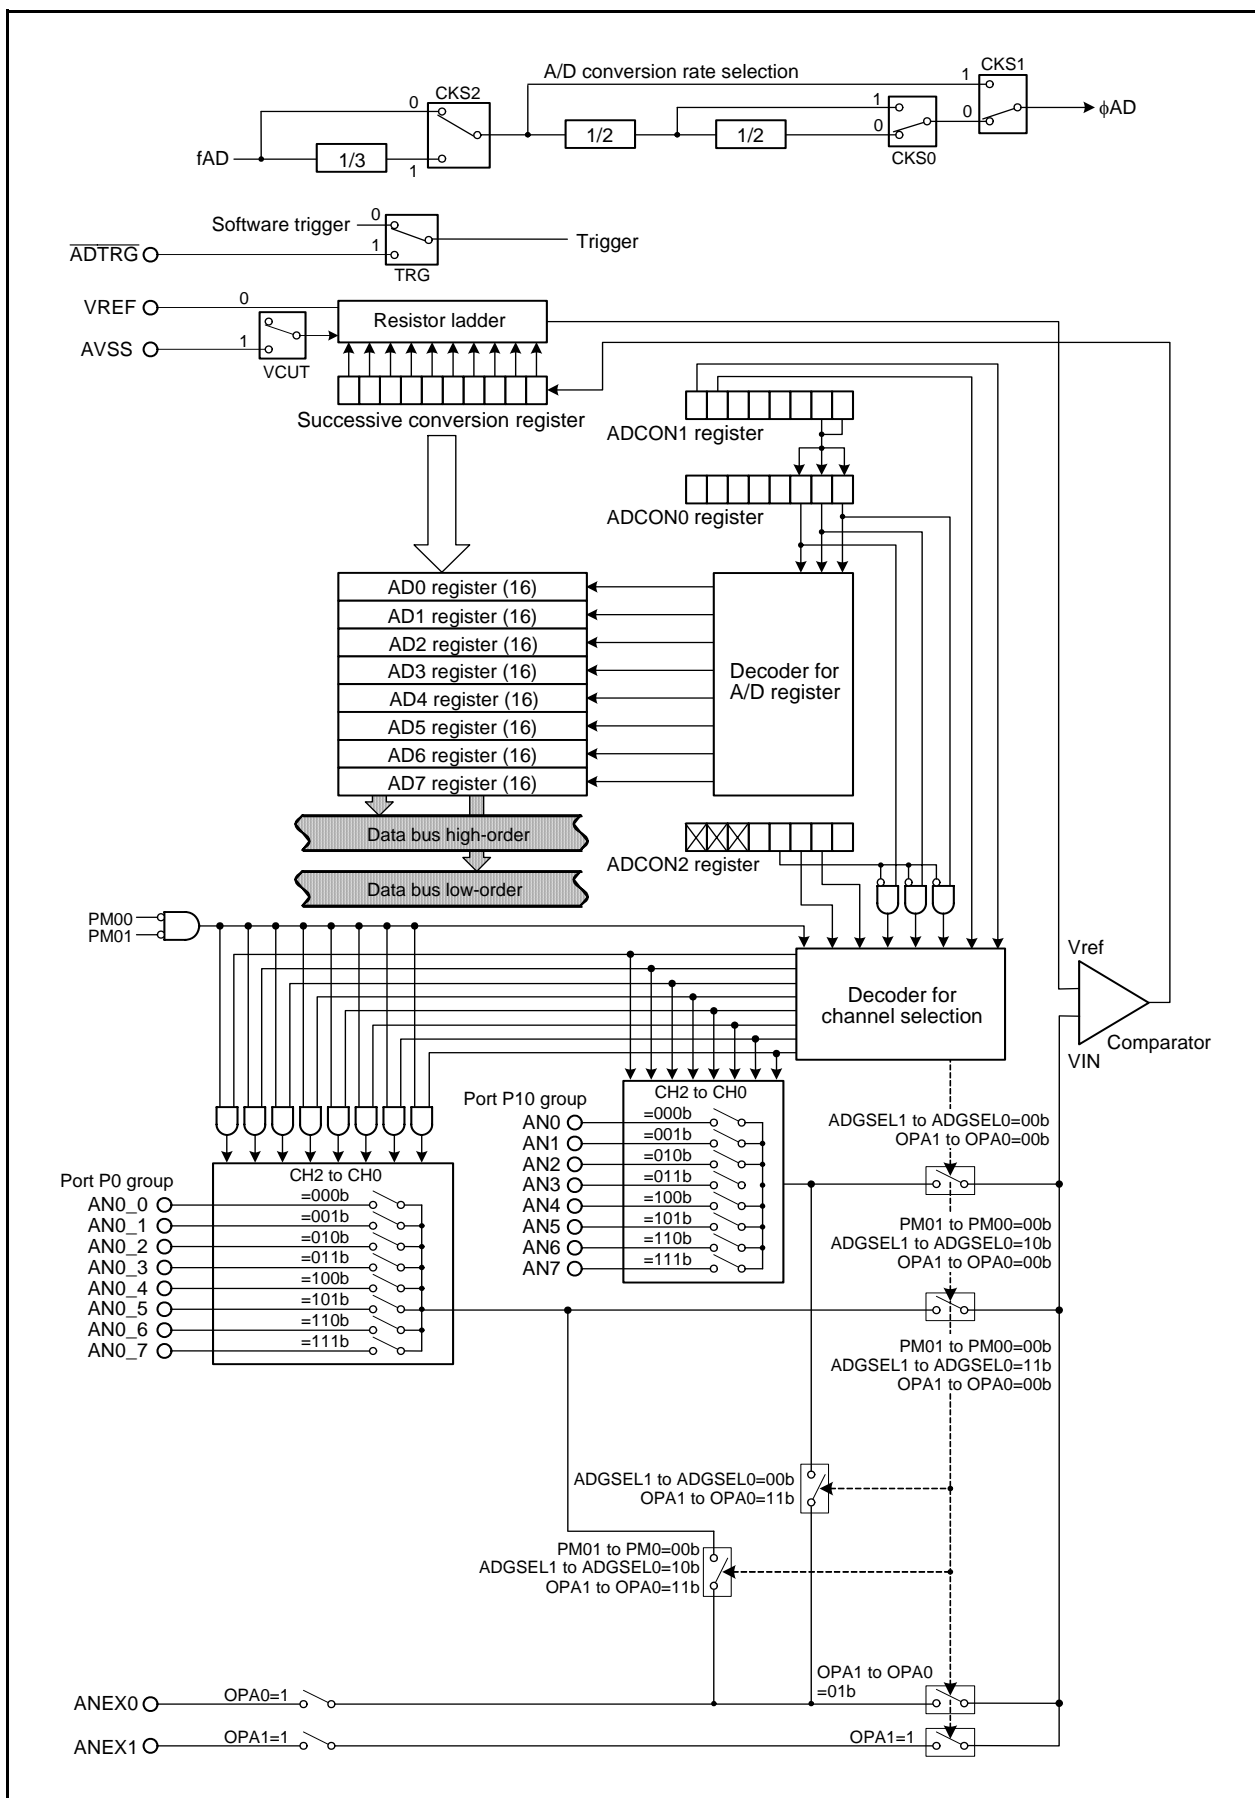 A/D conversion rate selection
CKS1
1
CKS2
0
1
0
φAD
1/2
1/2
0
fAD
1/3
1
CKS0
Software trigger
0
ADTRG
1
Trigger
TRG
VREF
0
Resistor ladder
AVSS
1
VCUT
Successive conversion register
ADCON1 register
ADCON0 register
AD0 register (16)
AD1 register (16)
AD2 register (16)
AD3 register (16)
AD4 register (16)
AD5 register (16)
AD6 register (16)
AD7 register (16)
Decoder for
A/D register
Data bus high-order
ADCON2 register
Data bus low-order
PM00
PM01
Vref
Decoder for
channel selection
Comparator
VIN
Port P10 group
CH2 to CH0
AN0
=000b
AN1
=001b
AN2
=010b
AN3
=011b
AN4
=100b
AN5
=101b
AN6
=110b
AN7
=111b
ADGSEL1 to ADGSEL0=00b
OPA1 to OPA0=00b
Port P0 group
CH2 to CH0
AN0_0
=000b
AN0_1
=001b
AN0_2
=010b
AN0_3
=011b
AN0_4
=100b
AN0_5
=101b
AN0_6
=110b
AN0_7
=111b
PM01 to PM00=00b
ADGSEL1 to ADGSEL0=10b
OPA1 to OPA0=00b
PM01 to PM00=00b
ADGSEL1 to ADGSEL0=11b
OPA1 to OPA0=00b
ADGSEL1 to ADGSEL0=00b
OPA1 to OPA0=11b
PM01 to PM0=00b
ADGSEL1 to ADGSEL0=10b
OPA1 to OPA0=11b
OPA1 to OPA0
=01b
ANEX0
OPA0=1
ANEX1
OPA1=1
OPA1=1